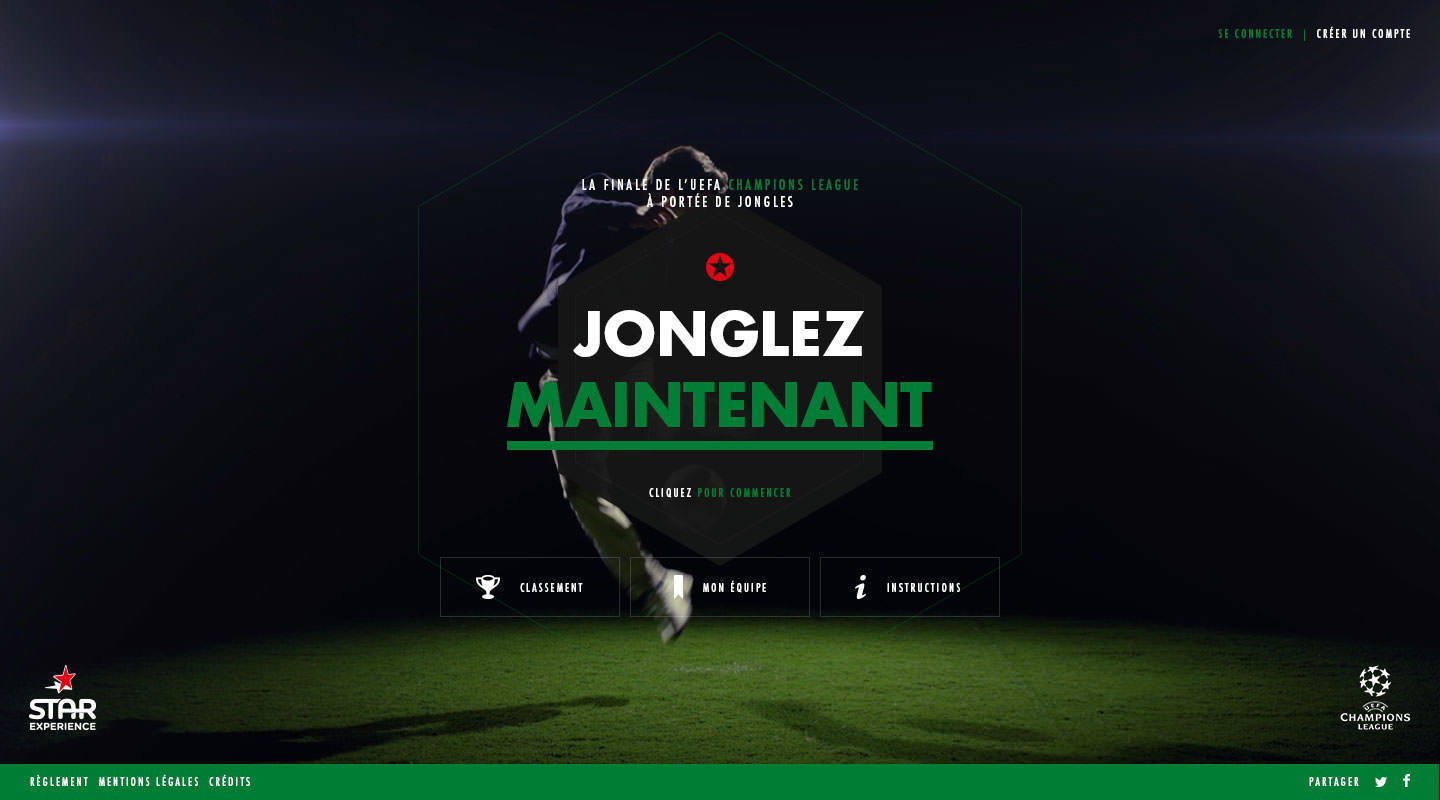 SE CONNECTER | CRÉER UN COMPTE
LA FINALE DE L'UEFA CHAMPIONS LEAGUE
À PORTÉE DE JONGLES
JONGLEZ
MAINTENANT
CLIQUEZ POUR COMMENCER
CLASSEMENT
MON ÉQUIPE
INSTRUCTIONS
STAR
EXPERIENCE
UEFA
CHAMPIONS
LEAGUE
RÈGLEMENT MENTIONS LÉGALES CRÉDITS
PARTAGER